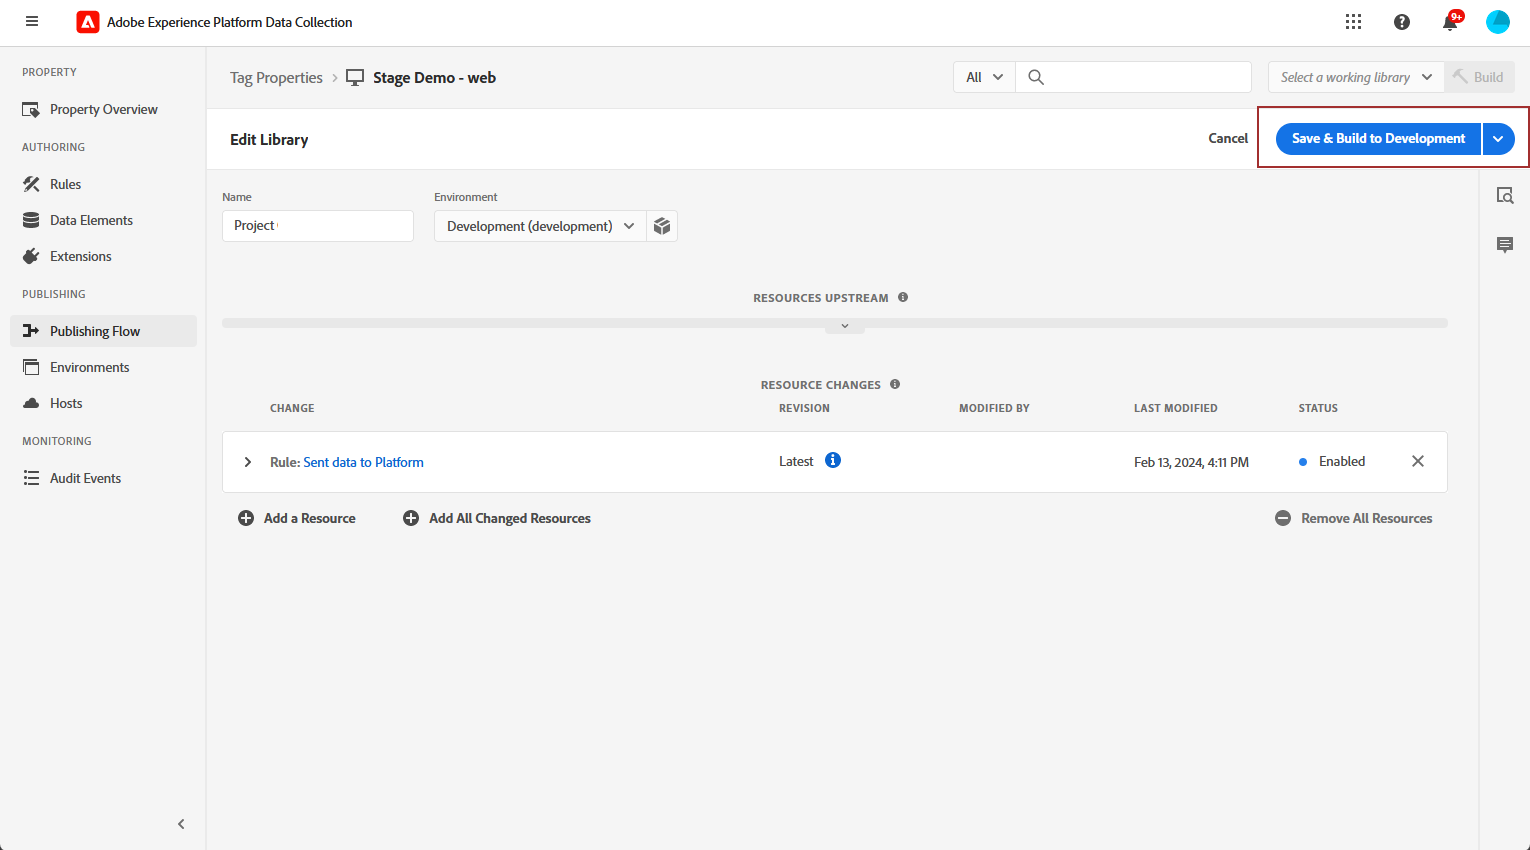 Adobe Experience Platform Data Collection
9+
PROPERTY
Property Overview
AUTHORING
Rules
Data Elements
Extensions
PUBLISHING
Publishing Flow
Environments
Hosts
MONITORING
Audit Events
Tag Properties
Stage Demo - web
All
Select a working library
Build
Edit Library
Cancel
Save & Build to Development
Name
Environment
Project
Development (development)
RESOURCES UPSTREAM
RESOURCE CHANGES
CHANGE REVISION MODIFIED BY LAST MODIFIED STATUS
Rule: Sent data to Platform Latest Feb 13, 2024, 4:11 PM Enabled
Add a Resource Add All Changed Resources Remove All Resources